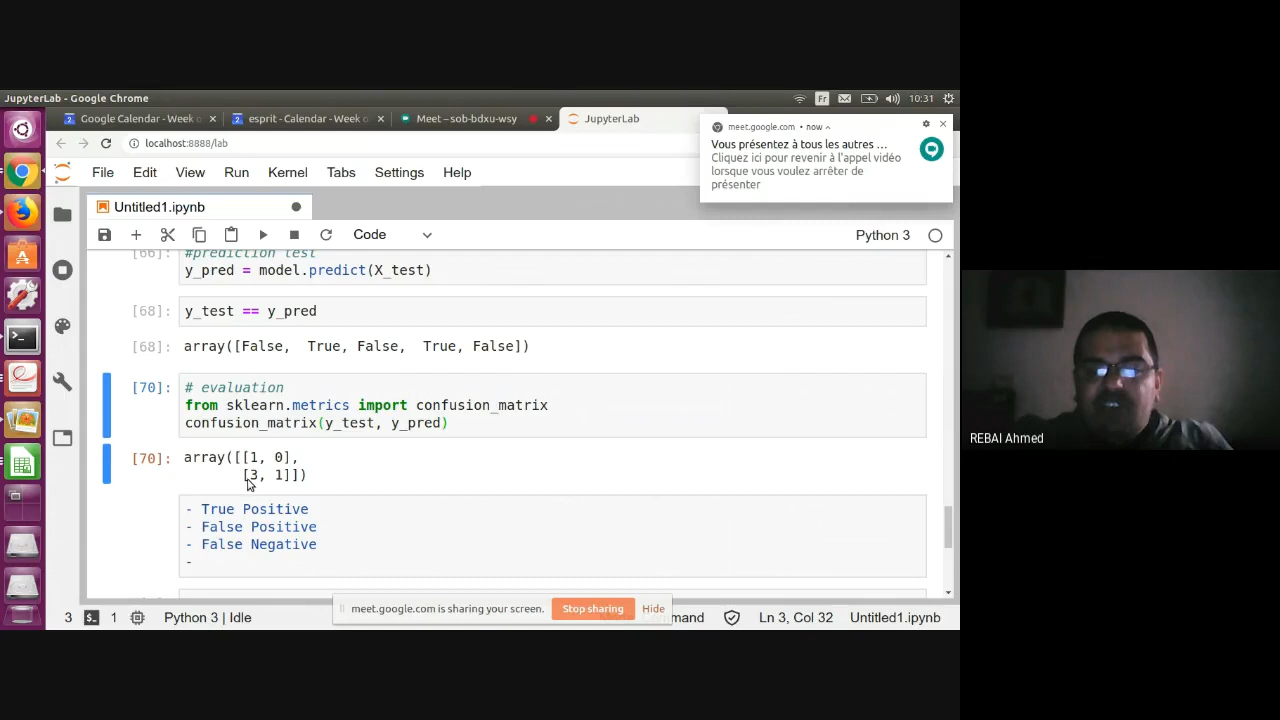 JupyterLab - Google Chrome
Fr
10:31
Google Calendar - Week o
esprit - Calendar - Week o
Meet – sob-bdxu-wsy
JupyterLab
localhost:8888/lab
meet.google.com • now
Vous présentez à tous les autres ...
Cliquez ici pour revenir à l'appel vidéo
lorsque vous voulez arrêter de
présenter
File Edit View Run Kernel Tabs Settings Help
Untitled1.ipynb
Code
Python 3
[66]: #prediction test
y_pred = model.predict(X_test)
[68]: y_test == y_pred
[68]: array([False, True, False, True, False])
[70]: # evaluation
from sklearn.metrics import confusion_matrix
confusion_matrix(y_test, y_pred)
[70]: array([[1, 0],
[3, 1]])
- True Positive
- False Positive
- False Negative
-
meet.google.com is sharing your screen. Stop sharing Hide
3 1 Python 3 | Idle Ln 3, Col 32 Untitled1.ipynb
REBAI Ahmed